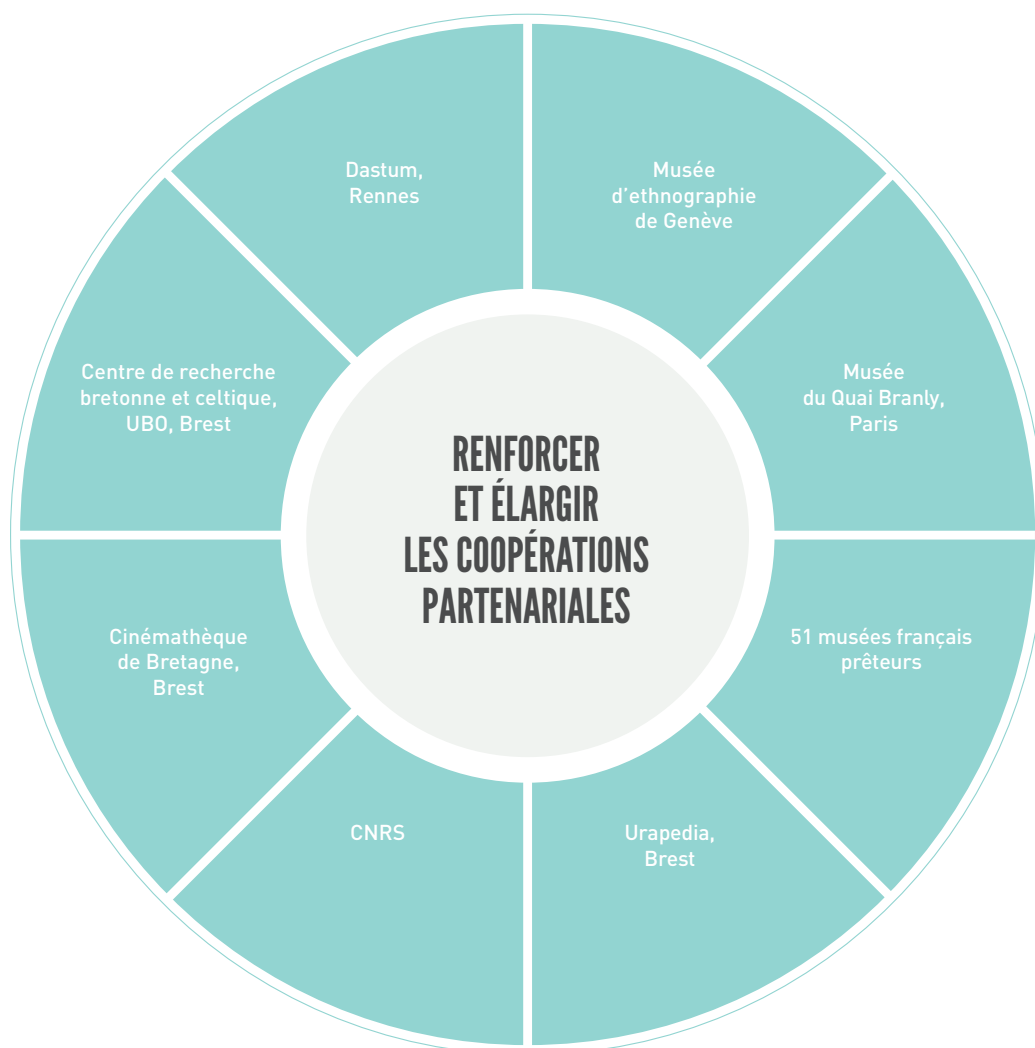 Dastum,
Rennes
Musée
d'ethnographie
de Genève
Centre de recherche
bretonne et celtique,
UBO, Brest
Musée
du Quai Branly,
Paris
RENFORCER
ET ÉLARGIR
LES COOPÉRATIONS
PARTENARIALES
Cinémathèque
de Bretagne,
Brest
51 musées français
prêteurs
CNRS
Urapedia,
Brest